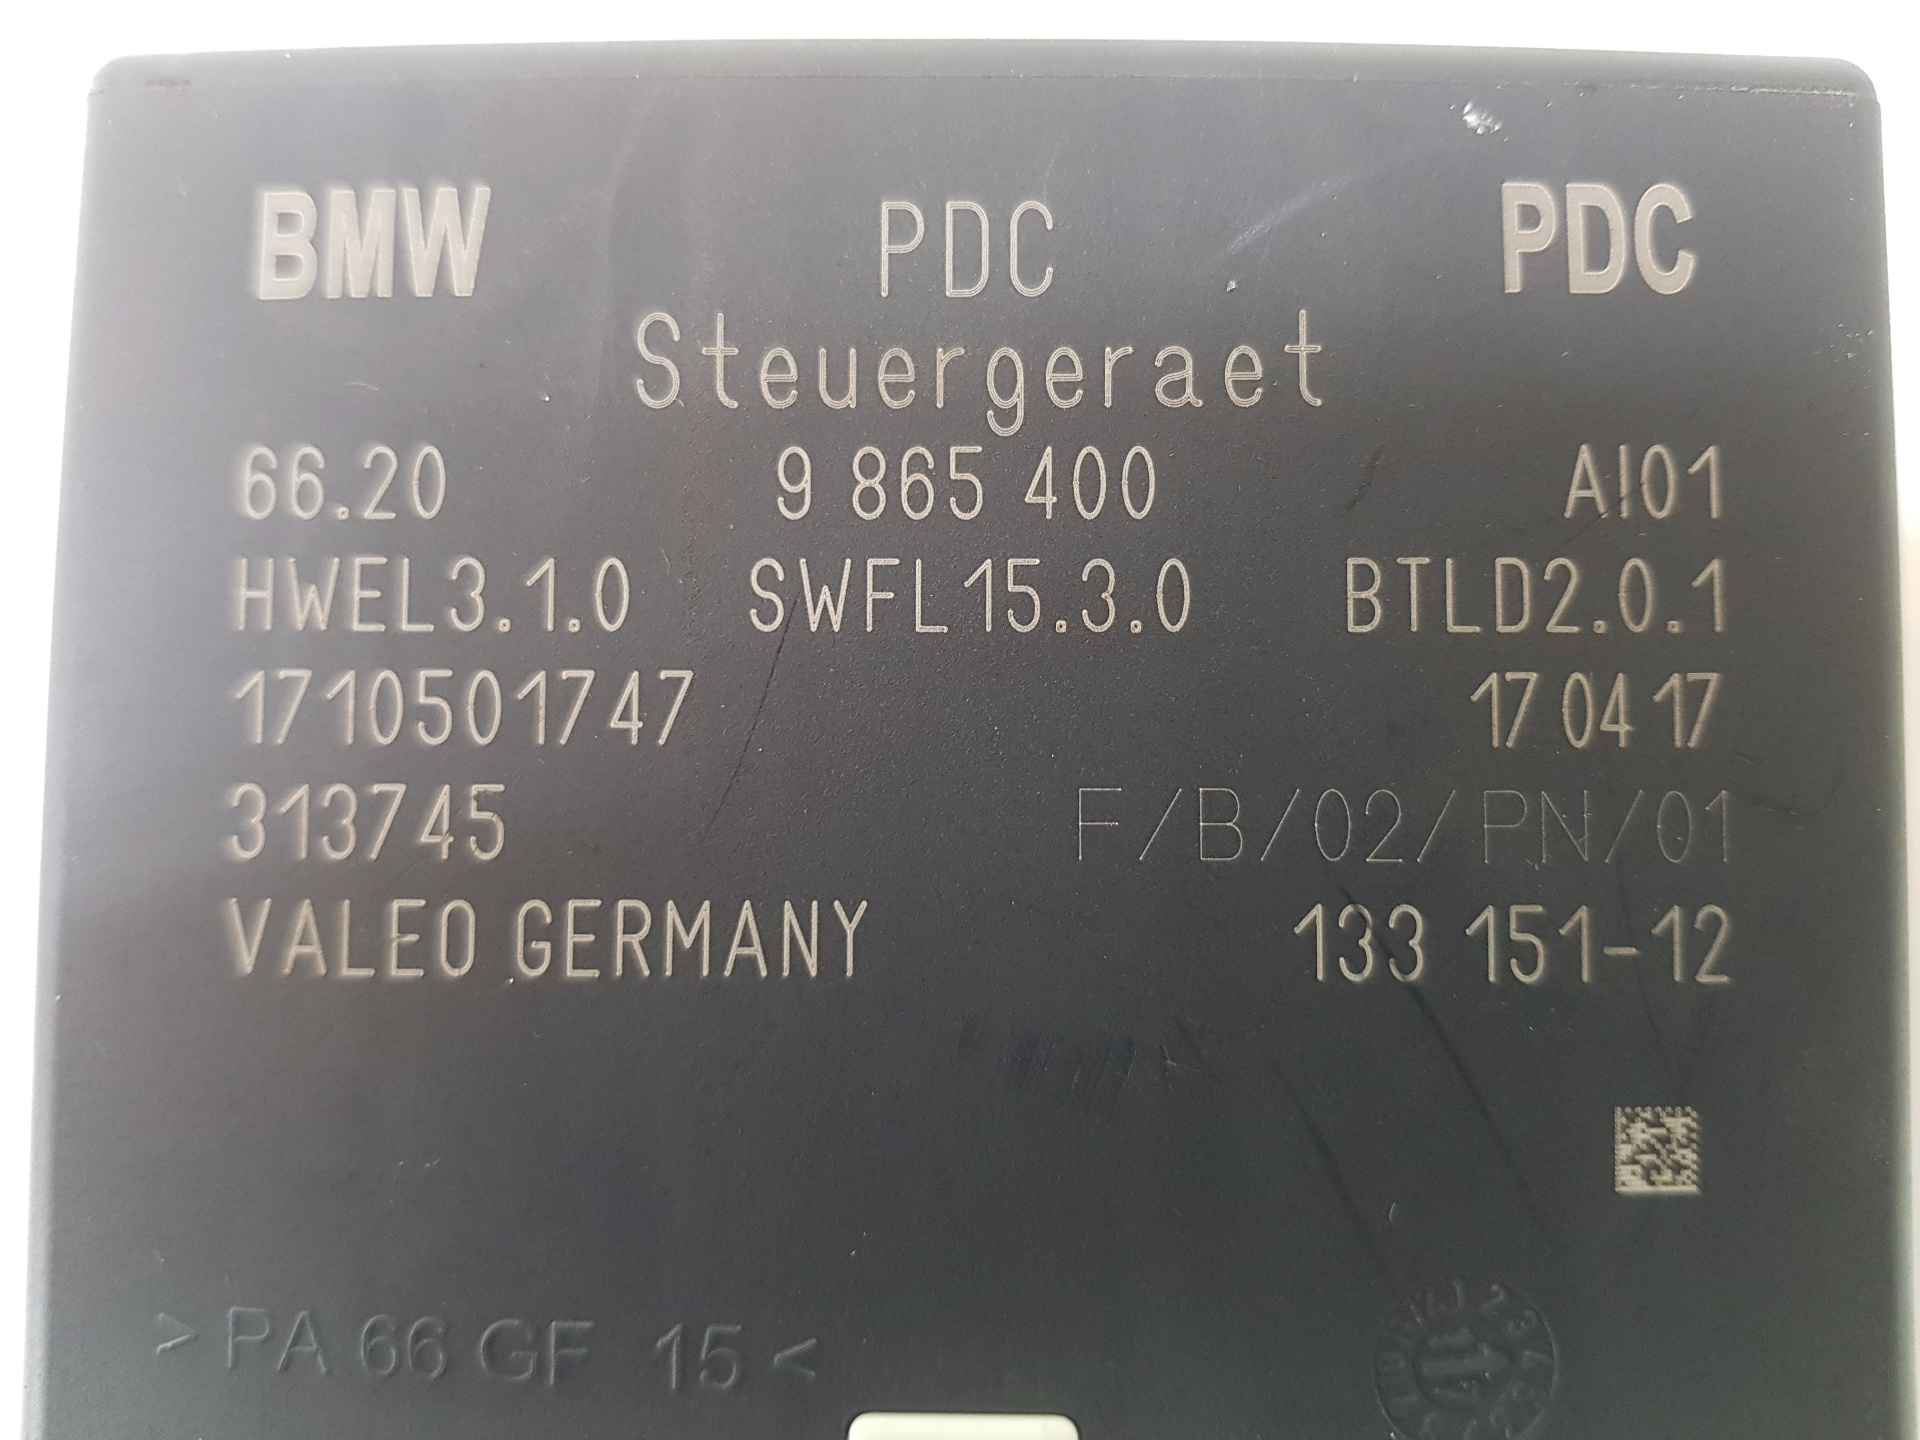 BMW PDC PDC
Steuergeraet
66.20 9 865 400 AI01
HWEL3.1.0 SWFL15.3.0 BTLD2.0.1
1710501747 17 04 17
313745 F/B/02/PN/01
VALEO GERMANY 133 151-12
>PA 66 GF 15<